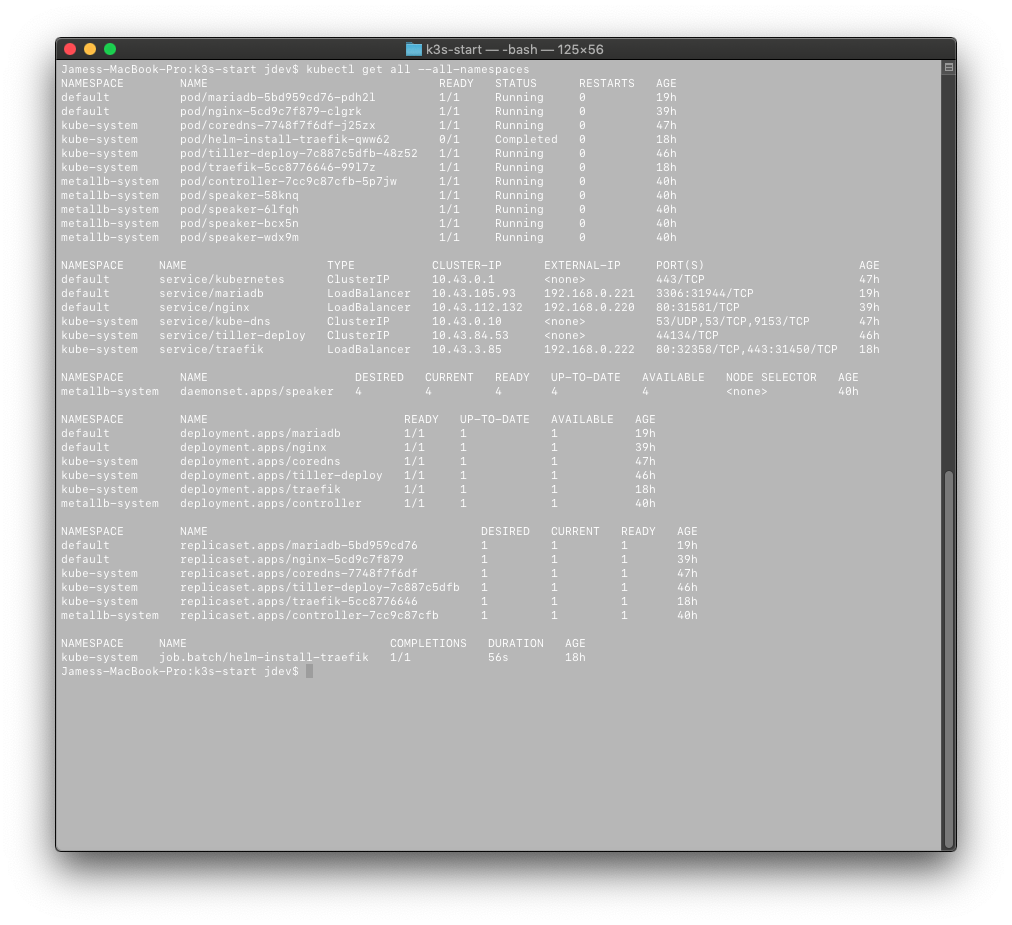 k3s-start — -bash — 125×56
Jamess-MacBook-Pro:k3s-start jdev$ kubectl get all --all-namespaces
NAMESPACE        NAME                                 READY   STATUS      RESTARTS   AGE
default          pod/mariadb-5bd959cd76-pdh2l         1/1     Running     0          19h
default          pod/nginx-5cd9c7f879-clgrk           1/1     Running     0          39h
kube-system      pod/coredns-7748f7f6df-j25zx         1/1     Running     0          47h
kube-system      pod/helm-install-traefik-qww62       0/1     Completed   0          18h
kube-system      pod/tiller-deploy-7c887c5dfb-48z52   1/1     Running     0          46h
kube-system      pod/traefik-5cc8776646-99l7z         1/1     Running     0          18h
metallb-system   pod/controller-7cc9c87cfb-5p7jw      1/1     Running     0          40h
metallb-system   pod/speaker-58knq                    1/1     Running     0          40h
metallb-system   pod/speaker-6lfqh                    1/1     Running     0          40h
metallb-system   pod/speaker-bcx5n                    1/1     Running     0          40h
metallb-system   pod/speaker-wdx9m                    1/1     Running     0          40h
NAMESPACE     NAME                    TYPE           CLUSTER-IP      EXTERNAL-IP     PORT(S)                      AGE
default       service/kubernetes      ClusterIP      10.43.0.1       <none>          443/TCP                      47h
default       service/mariadb         LoadBalancer   10.43.105.93    192.168.0.221   3306:31944/TCP               19h
default       service/nginx           LoadBalancer   10.43.112.132   192.168.0.220   80:31581/TCP                 39h
kube-system   service/kube-dns        ClusterIP      10.43.0.10      <none>          53/UDP,53/TCP,9153/TCP       47h
kube-system   service/tiller-deploy   ClusterIP      10.43.84.53     <none>          44134/TCP                    46h
kube-system   service/traefik         LoadBalancer   10.43.3.85      192.168.0.222   80:32358/TCP,443:31450/TCP   18h
NAMESPACE        NAME                     DESIRED   CURRENT   READY   UP-TO-DATE   AVAILABLE   NODE SELECTOR   AGE
metallb-system   daemonset.apps/speaker   4         4         4       4            4           <none>          40h
NAMESPACE        NAME                            READY   UP-TO-DATE   AVAILABLE   AGE
default          deployment.apps/mariadb         1/1     1            1           19h
default          deployment.apps/nginx           1/1     1            1           39h
kube-system      deployment.apps/coredns         1/1     1            1           47h
kube-system      deployment.apps/tiller-deploy   1/1     1            1           46h
kube-system      deployment.apps/traefik         1/1     1            1           18h
metallb-system   deployment.apps/controller      1/1     1            1           40h
NAMESPACE        NAME                                       DESIRED   CURRENT   READY   AGE
default          replicaset.apps/mariadb-5bd959cd76         1         1         1       19h
default          replicaset.apps/nginx-5cd9c7f879           1         1         1       39h
kube-system      replicaset.apps/coredns-7748f7f6df         1         1         1       47h
kube-system      replicaset.apps/tiller-deploy-7c887c5dfb   1         1         1       46h
kube-system      replicaset.apps/traefik-5cc8776646         1         1         1       18h
metallb-system   replicaset.apps/controller-7cc9c87cfb      1         1         1       40h
NAMESPACE     NAME                             COMPLETIONS   DURATION   AGE
kube-system   job.batch/helm-install-traefik   1/1           56s        18h
Jamess-MacBook-Pro:k3s-start jdev$